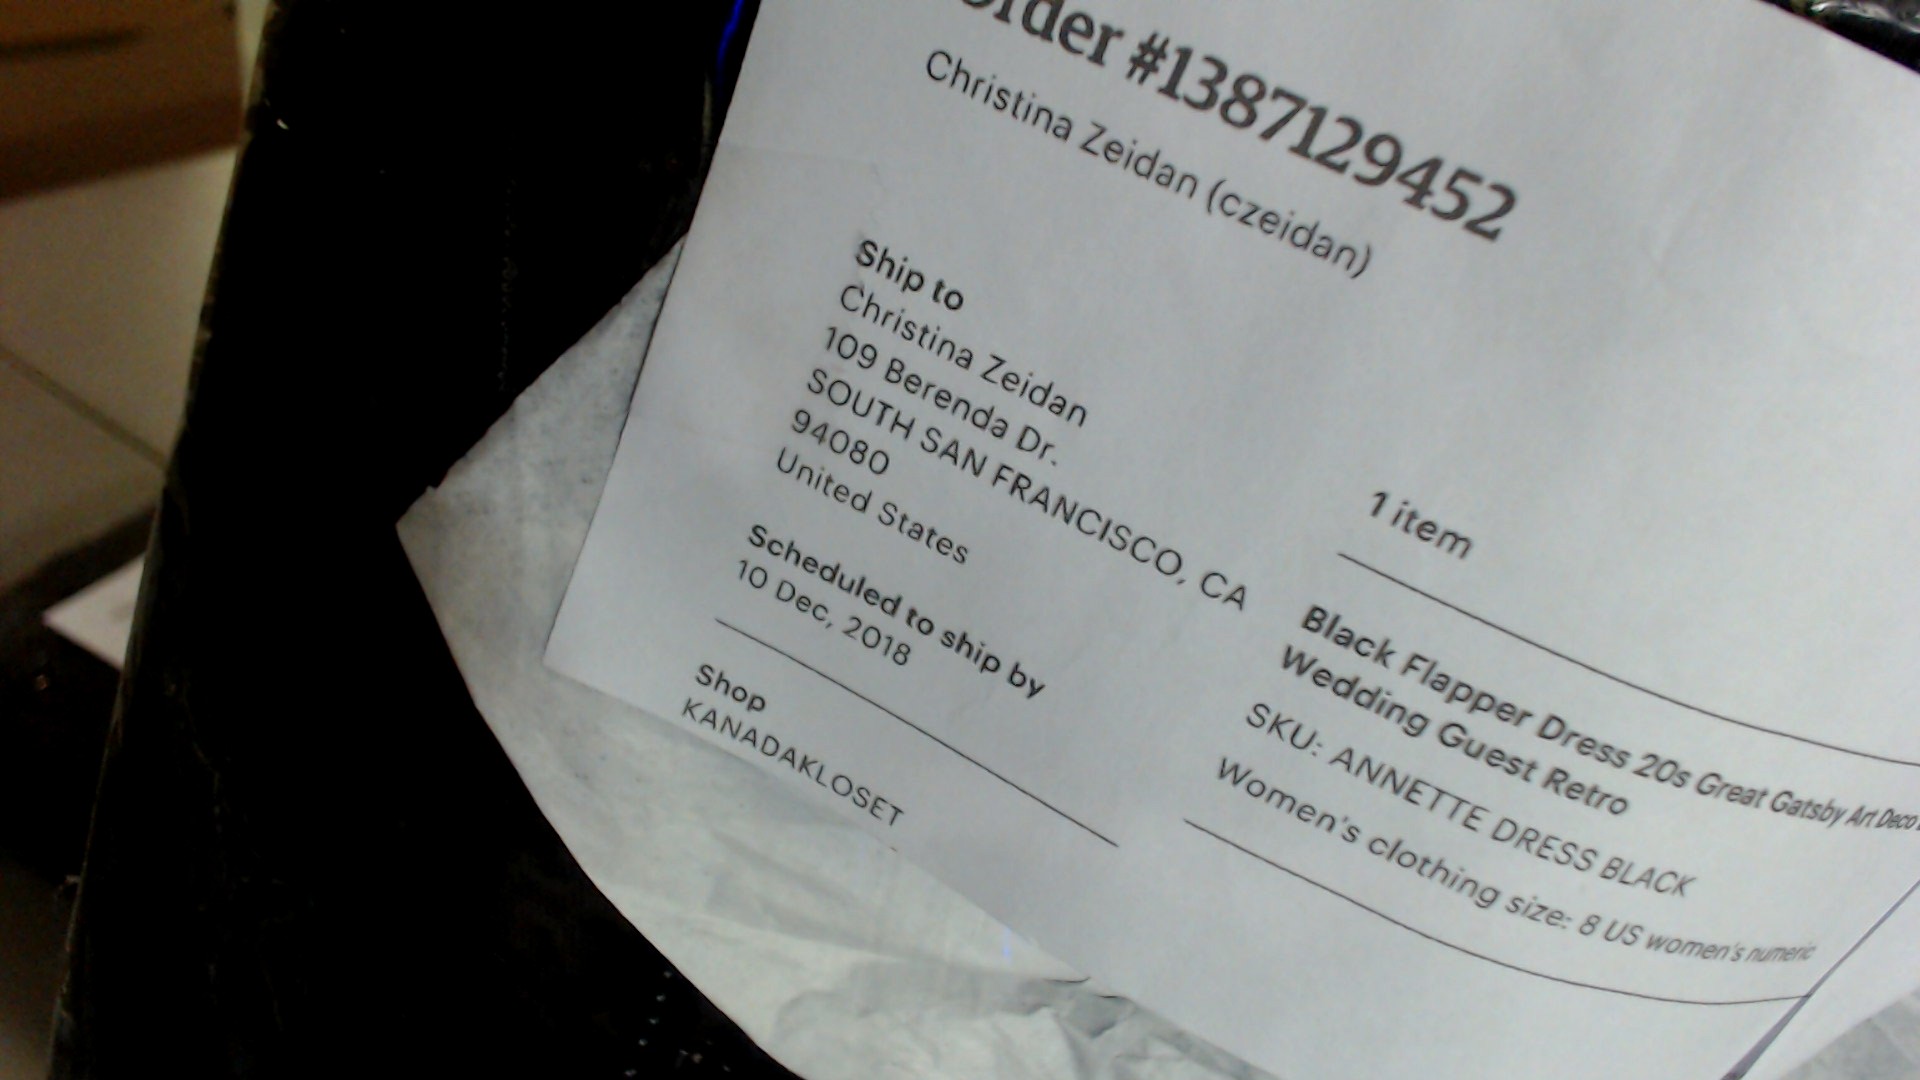 Order #1387129452
Christina Zeidan (czeidan)
Ship to
Christina Zeidan
109 Berenda Dr.
SOUTH SAN FRANCISCO, CA
94080
United States
Scheduled to ship by
10 Dec, 2018
Shop
KANADAKLOSET
1 item
Black Flapper Dress 20s Great Gatsby Art Deco
Wedding Guest Retro
SKU: ANNETTE DRESS BLACK
Women's clothing size: 8 US women's numeric